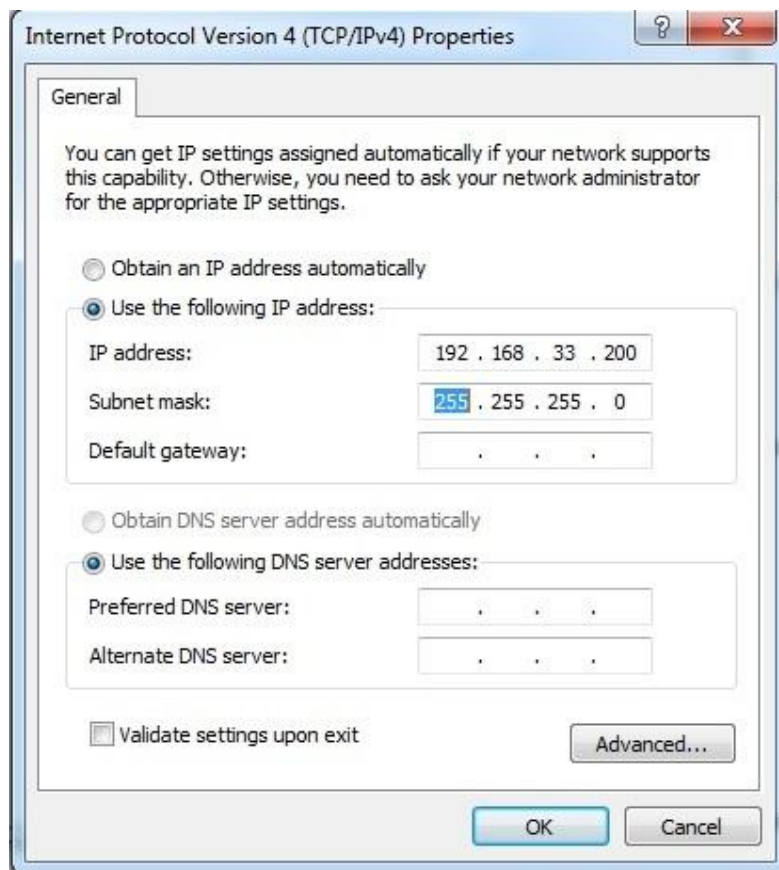 Internet Protocol Version 4 (TCP/IPv4) Properties
? X
General
You can get IP settings assigned automatically if your network supports
this capability. Otherwise, you need to ask your network administrator
for the appropriate IP settings.
Obtain an IP address automatically
Use the following IP address:
IP address: 192 . 168 . 33 . 200
Subnet mask: 255 . 255 . 255 . 0
Default gateway: . . .
Obtain DNS server address automatically
Use the following DNS server addresses:
Preferred DNS server: . . .
Alternate DNS server: . . .
Validate settings upon exit
Advanced...
OK Cancel